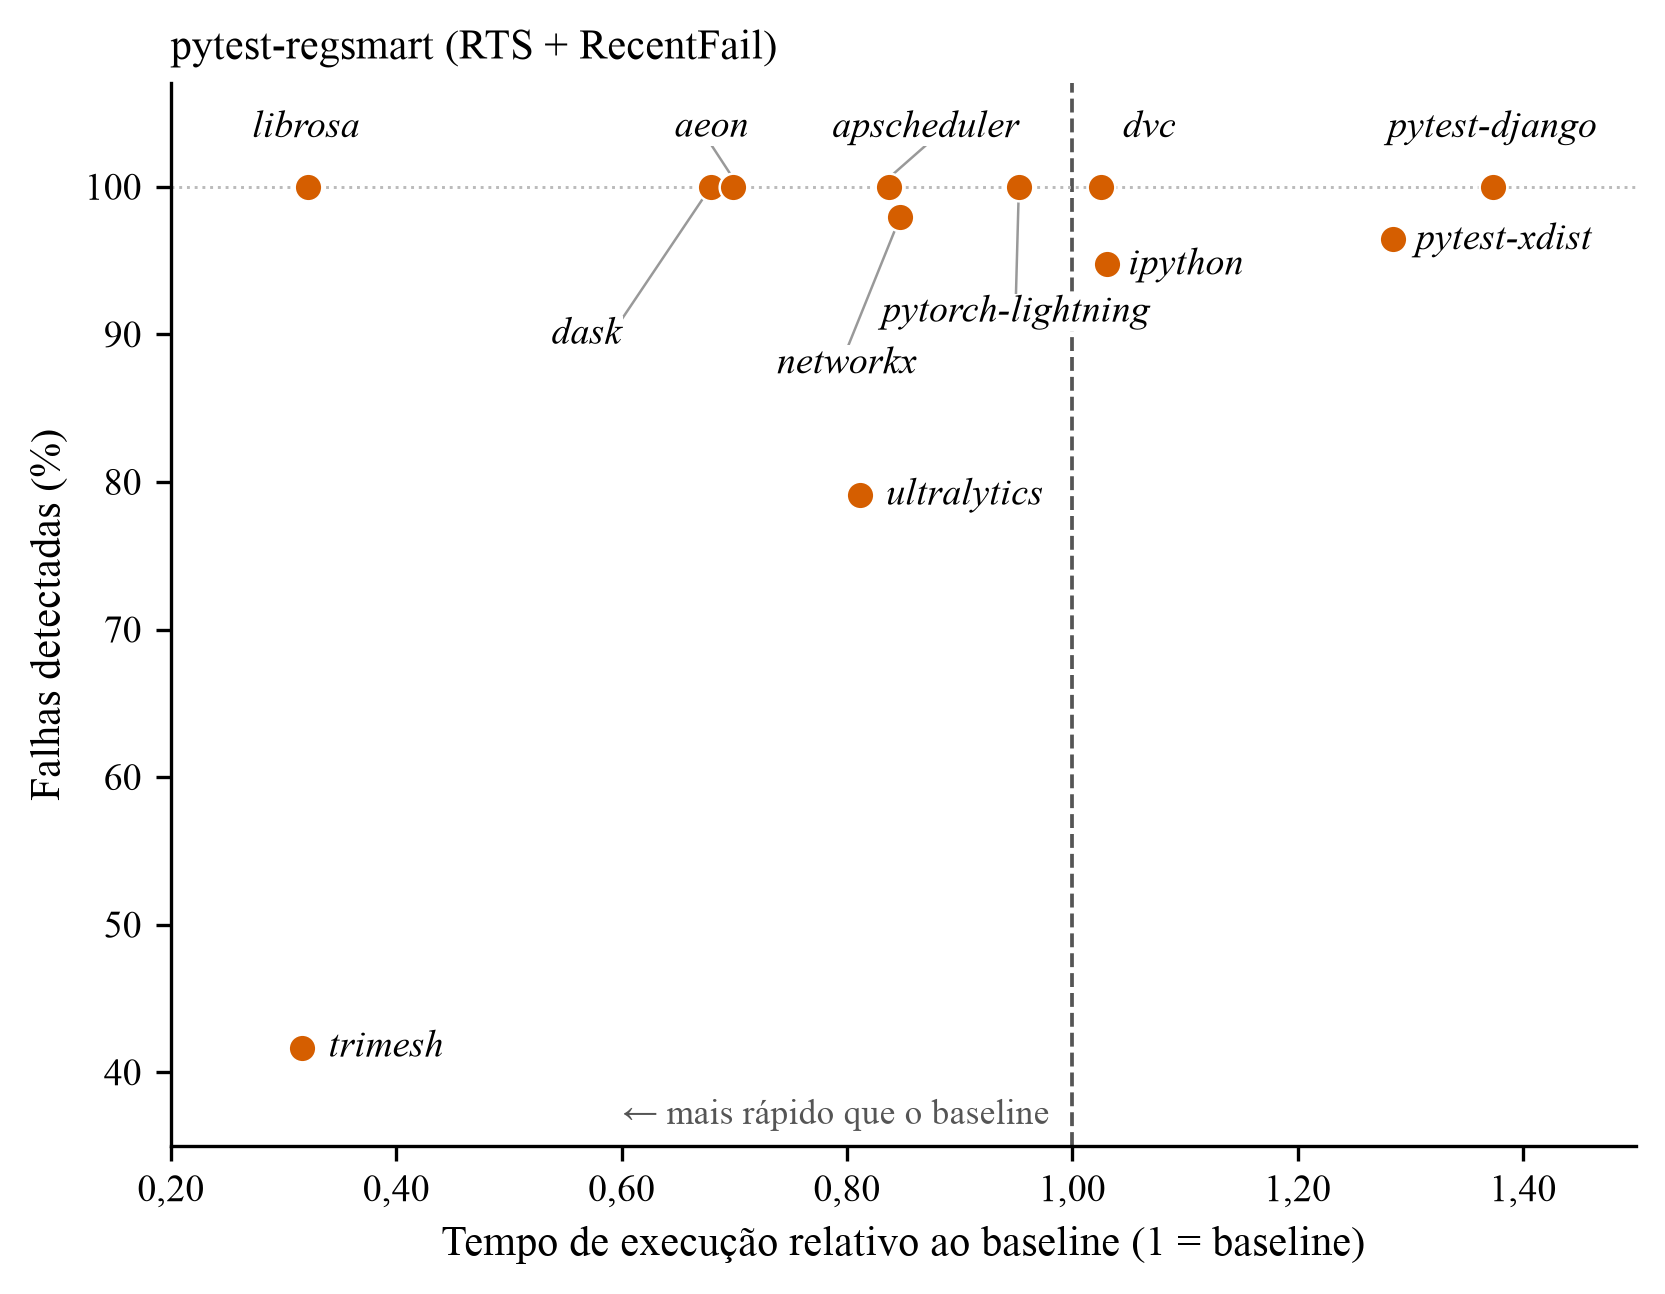 pytest-regsmart (RTS + RecentFail)
librosa
aeon
apscheduler
dvc
pytest-django
100
pytest-xdist
ipython
pytorch-lightning
90
dask
networkx
80
ultralytics
70
Falhas detectadas (%)
60
50
trimesh
40
← mais rápido que o baseline
0,20
0,40
0,60
0,80
1,00
1,20
1,40
Tempo de execução relativo ao baseline (1 = baseline)